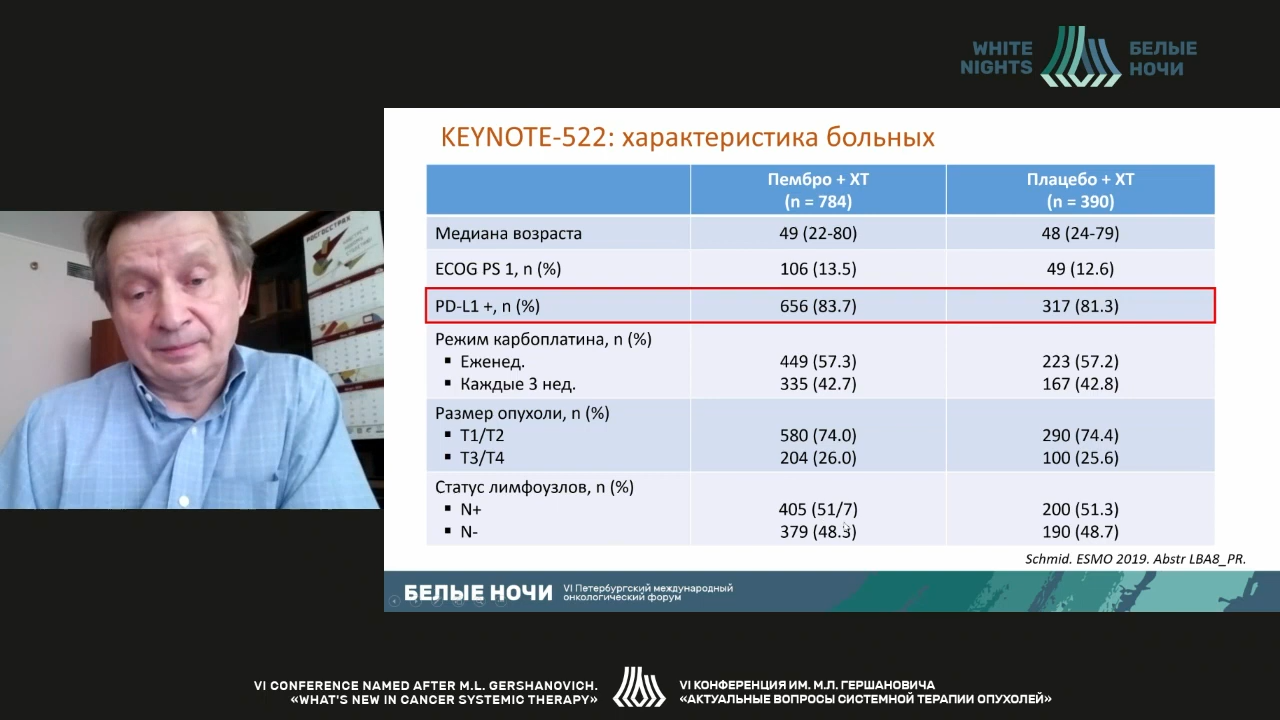 WHITE
NIGHTS
БЕЛЫЕ
НОЧИ
KEYNOTE-522: характеристика больных
Пембро + ХТ
(n = 784)
Плацебо + ХТ
(n = 390)
Медиана возраста 49 (22-80) 48 (24-79)
ECOG PS 1, n (%) 106 (13.5) 49 (12.6)
PD-L1 +, n (%) 656 (83.7) 317 (81.3)
Режим карбоплатина, n (%)
▪ Еженед. 449 (57.3) 223 (57.2)
▪ Каждые 3 нед. 335 (42.7) 167 (42.8)
Размер опухоли, n (%)
▪ T1/T2 580 (74.0) 290 (74.4)
▪ T3/T4 204 (26.0) 100 (25.6)
Статус лимфоузлов, n (%)
▪ N+ 405 (51/7) 200 (51.3)
▪ N- 379 (48.3) 190 (48.7)
Schmid. ESMO 2019. Abstr LBA8_PR.
РОСГОССТРАХ
БЕЛЫЕ НОЧИ
VI Петербургский международный
онкологический форум
VI CONFERENCE NAMED AFTER M.L. GERSHANOVICH.
«WHAT'S NEW IN CANCER SYSTEMIC THERAPY»
VI КОНФЕРЕНЦИЯ ИМ. М.Л. ГЕРШАНОВИЧА
«АКТУАЛЬНЫЕ ВОПРОСЫ СИСТЕМНОЙ ТЕРАПИИ ОПУХОЛЕЙ»